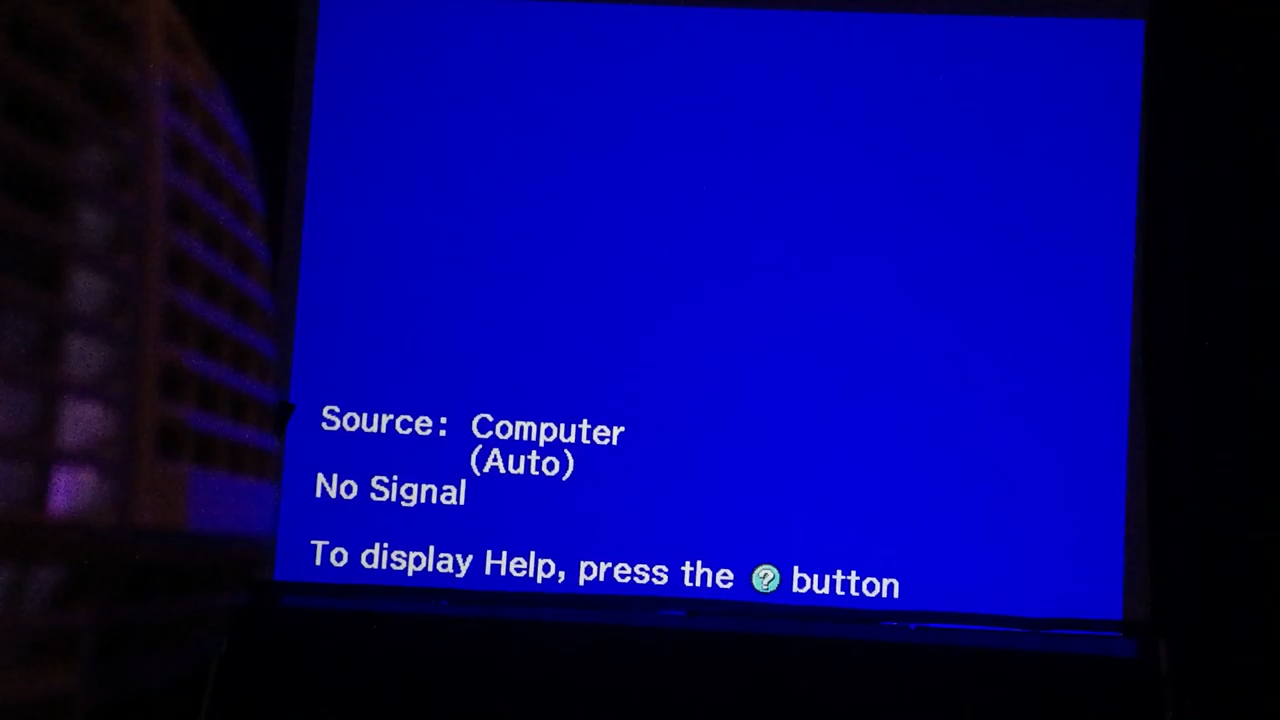 Source: Computer
(Auto)
No Signal
To display Help, press the ? button